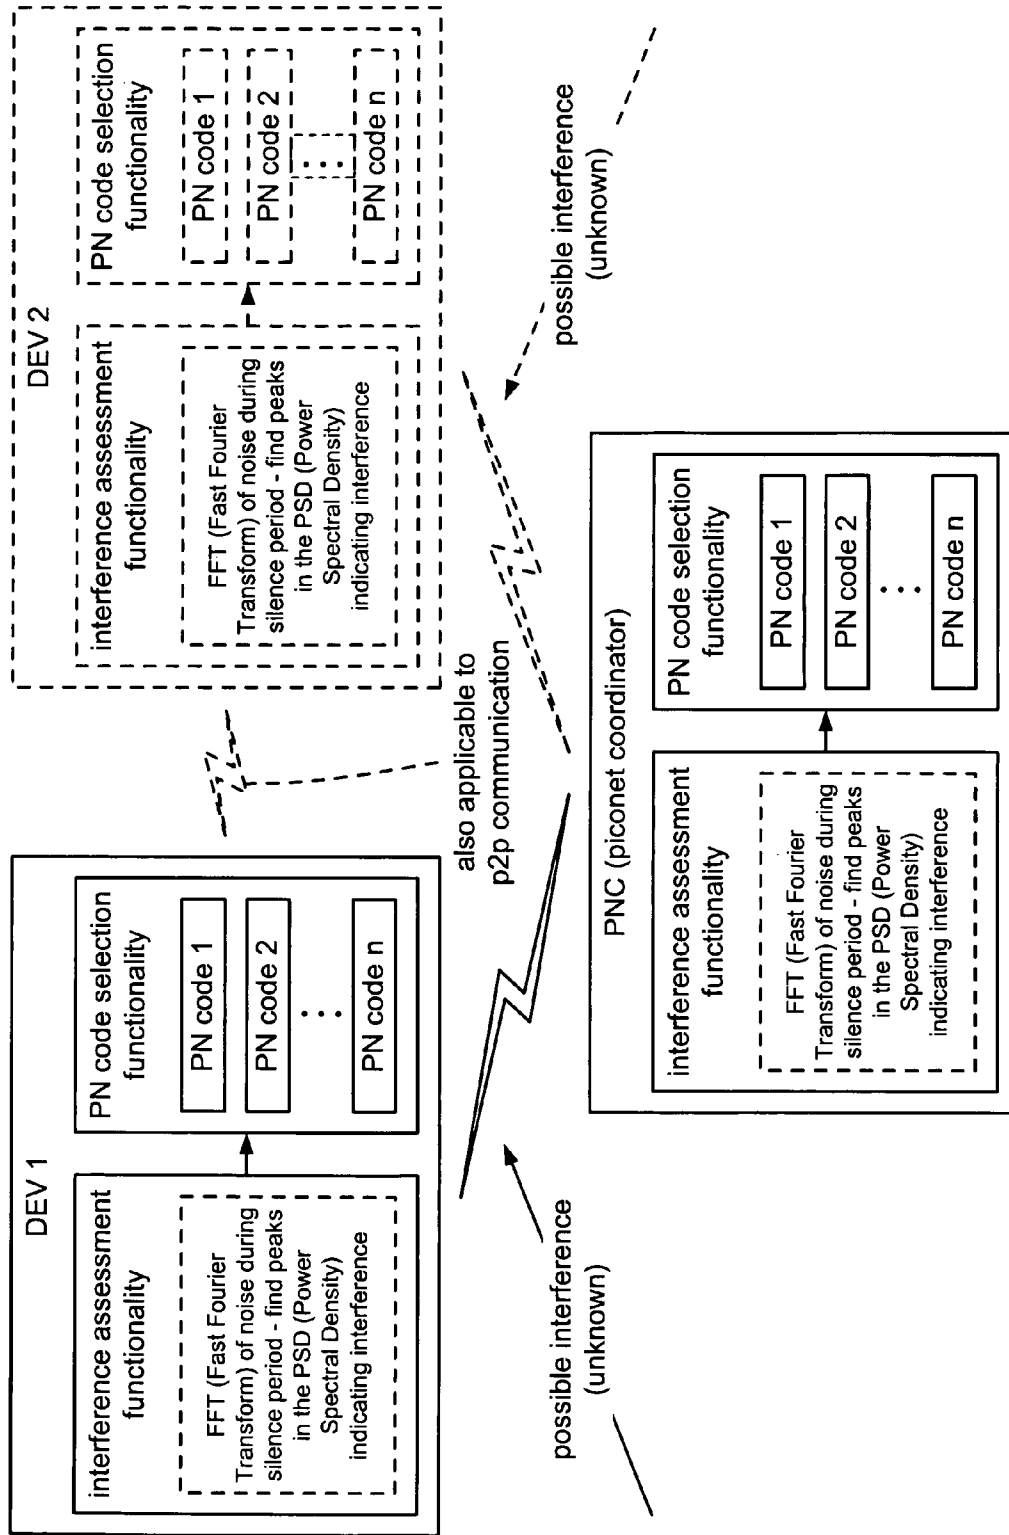 DEV 1
interference assessment
functionality
FFT (Fast Fourier
Transform) of noise during
silence period - find peaks
in the PSD (Power
Spectral Density)
indicating interference
PN code selection
functionality
PN code 1
PN code 2
...
PN code n
DEV 2
interference assessment
functionality
FFT (Fast Fourier
Transform) of noise during
silence period - find peaks
in the PSD (Power
Spectral Density)
indicating interference
PN code selection
functionality
PN code 1
PN code 2
...
PN code n
also applicable to
p2p communication
possible interference
(unknown)
possible interference
(unknown)
PNC (piconet coordinator)
interference assessment
functionality
FFT (Fast Fourier
Transform) of noise during
silence period - find peaks
in the PSD (Power
Spectral Density)
indicating interference
PN code selection
functionality
PN code 1
PN code 2
...
PN code n